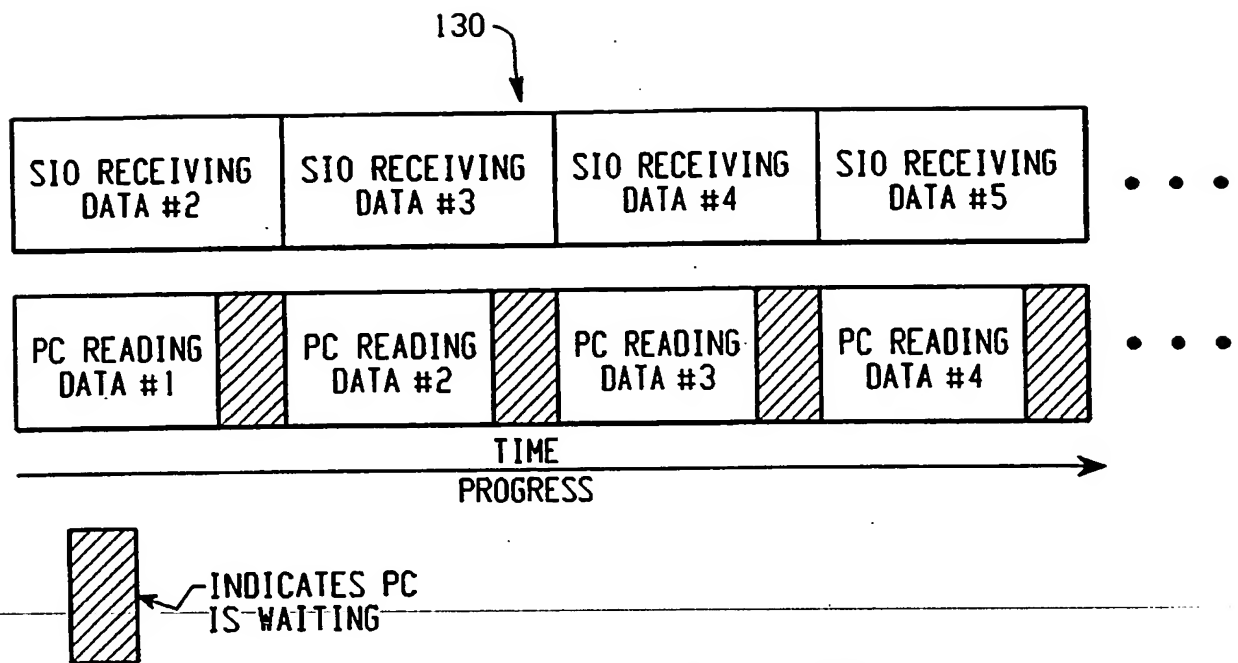 130
SIO RECEIVING
DATA #2
SIO RECEIVING
DATA #3
SIO RECEIVING
DATA #4
SIO RECEIVING
DATA #5
• • •
PC READING
DATA #1
PC READING
DATA #2
PC READING
DATA #3
PC READING
DATA #4
• • •
TIME
PROGRESS
INDICATES PC
IS WAITING